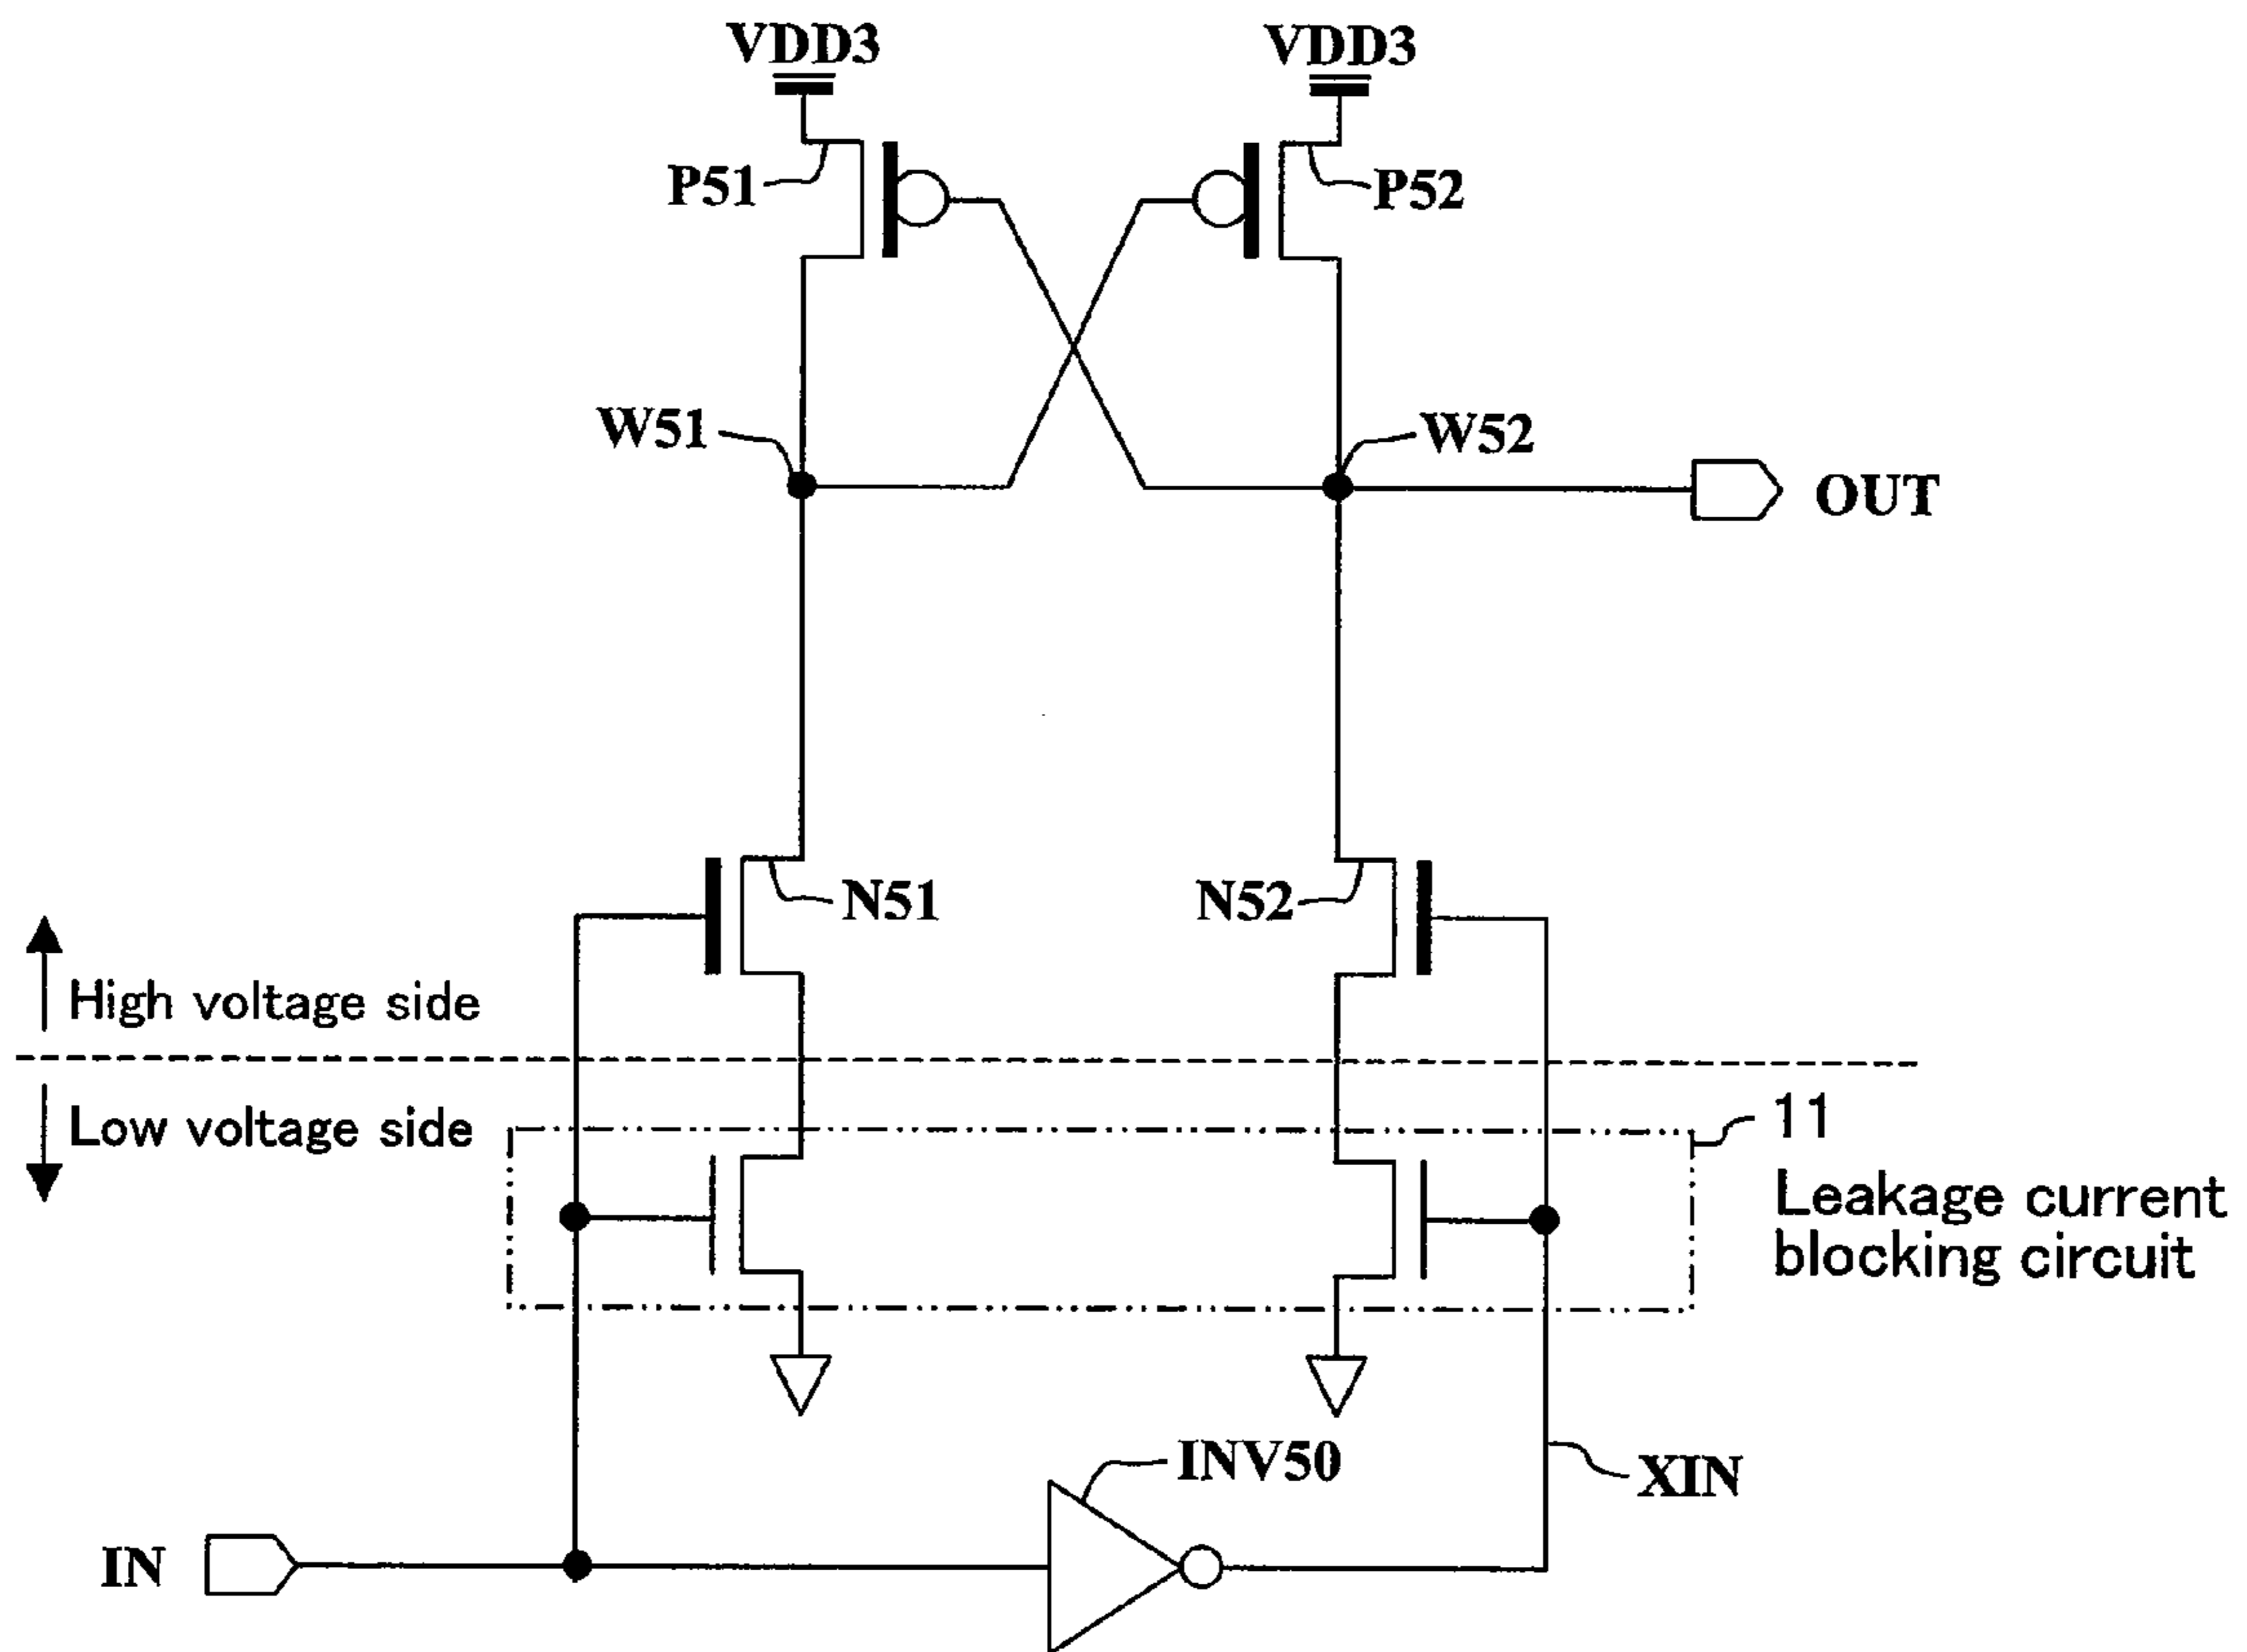 VDD3
VDD3
P51
P52
W51
W52
OUT
N51
N52
High voltage side
Low voltage side
11
Leakage current
blocking circuit
INV50
XIN
IN